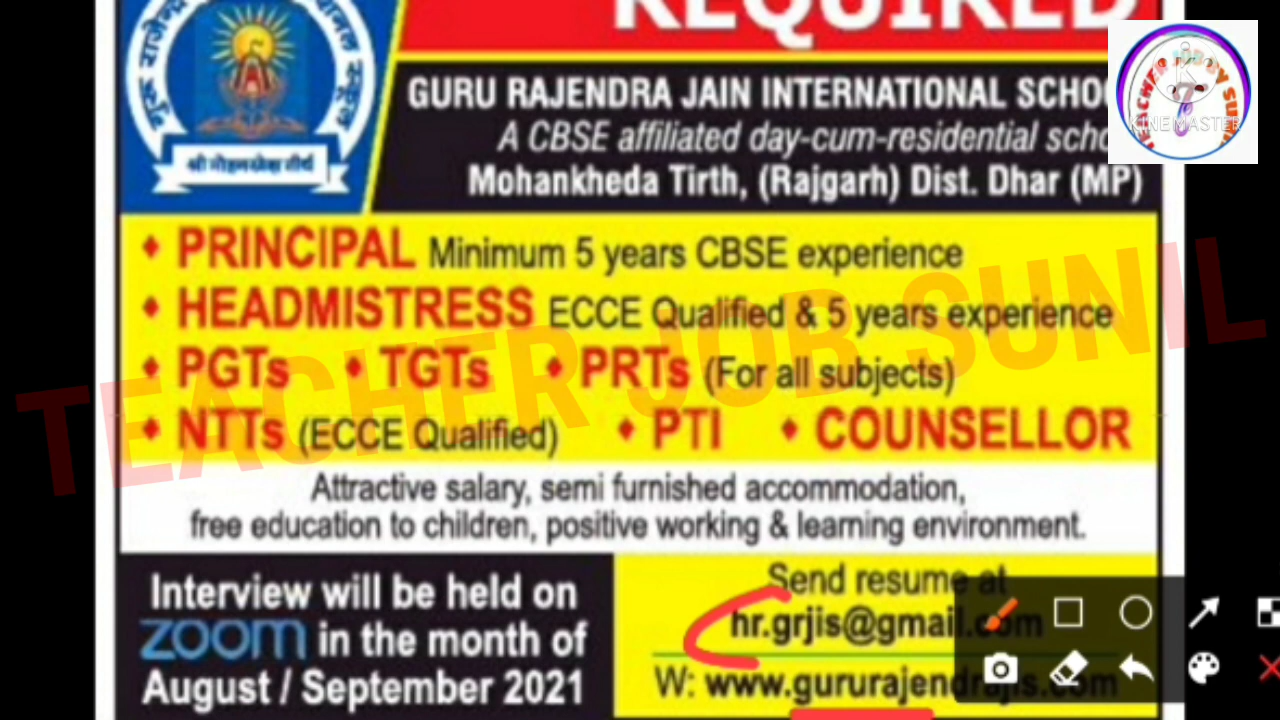 REQUIRED
GURU RAJENDRA JAIN INTERNATIONAL SCHO
A CBSE affiliated day-cum-residential scho
Mohankheda Tirth, (Rajgarh) Dist. Dhar (MP)
श्री मोहनखेडा तीर्थ
KINEMASTER
• PRINCIPAL Minimum 5 years CBSE experience
• HEADMISTRESS ECCE Qualified & 5 years experience
• PGTs • TGTs • PRTs (For all subjects)
• NTTs (ECCE Qualified) • PTI • COUNSELLOR
TEACHER JOB SUNIL
Attractive salary, semi furnished accommodation,
free education to children, positive working & learning environment.
Interview will be held on
zoom in the month of
August / September 2021
Send resume at
hr.grjis@gmail.com
W: www.gururajendrajis.com